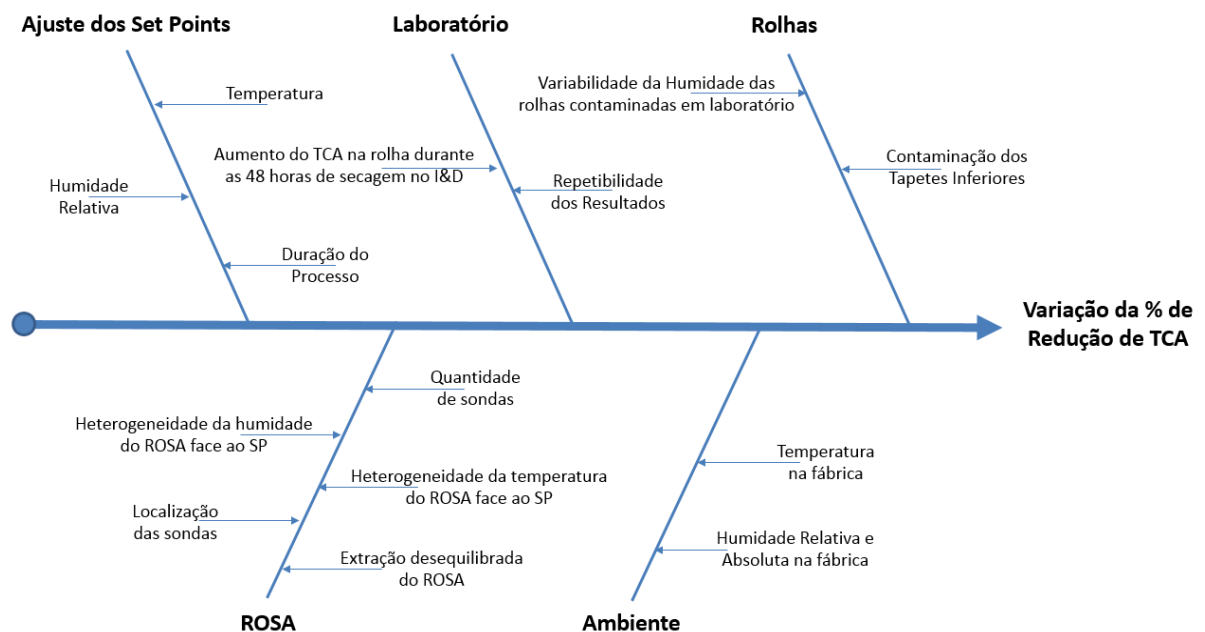 Ajuste dos Set Points
Laboratório
Rolhas
Temperatura
Humidade
Relativa
Duração do
Processo
Aumento do TCA na rolha durante
as 48 horas de secagem no I&D
Repetibilidade
dos Resultados
Variabilidade da Humidade das
rolhas contaminadas em laboratório
Contaminação dos
Tapetes Inferiores
Variação da % de
Redução de TCA
Quantidade
de sondas
Heterogeneidade da humidade
do ROSA face ao SP
Heterogeneidade da temperatura
do ROSA face ao SP
Localização
das sondas
Extração desequilibrada
do ROSA
Temperatura
na fábrica
Humidade Relativa e
Absoluta na fábrica
ROSA
Ambiente